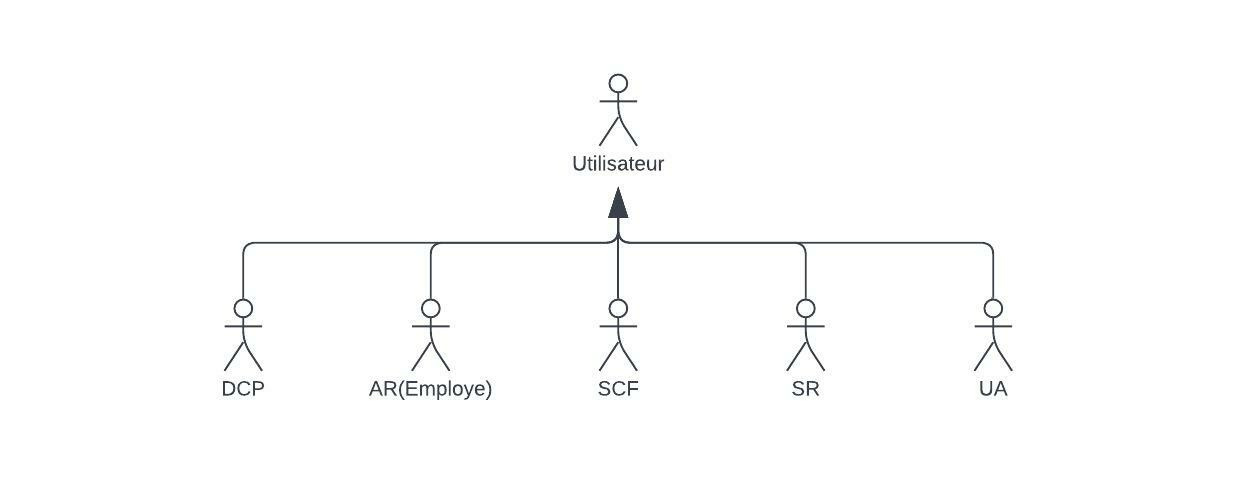 Utilisateur
DCP
AR(Employe)
SCF
SR
UA